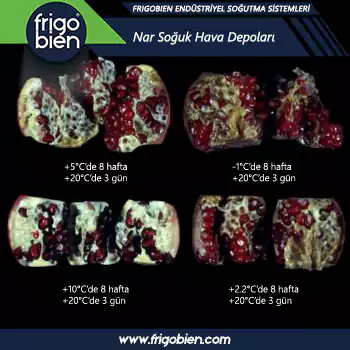 FRIGOBIEN ENDÜSTRİYEL SOĞUTMA SİSTEMLERİ
frigo
bien
Nar Soğuk Hava Depoları
+5°C'de 8 hafta
+20°C'de 3 gün
-1°C'de 8 hafta
+20°C'de 3 gün
+10°C'de 8 hafta
+20°C'de 3 gün
+2.2°C'de 8 hafta
+20°C'de 3 gün
www.frigobien.com